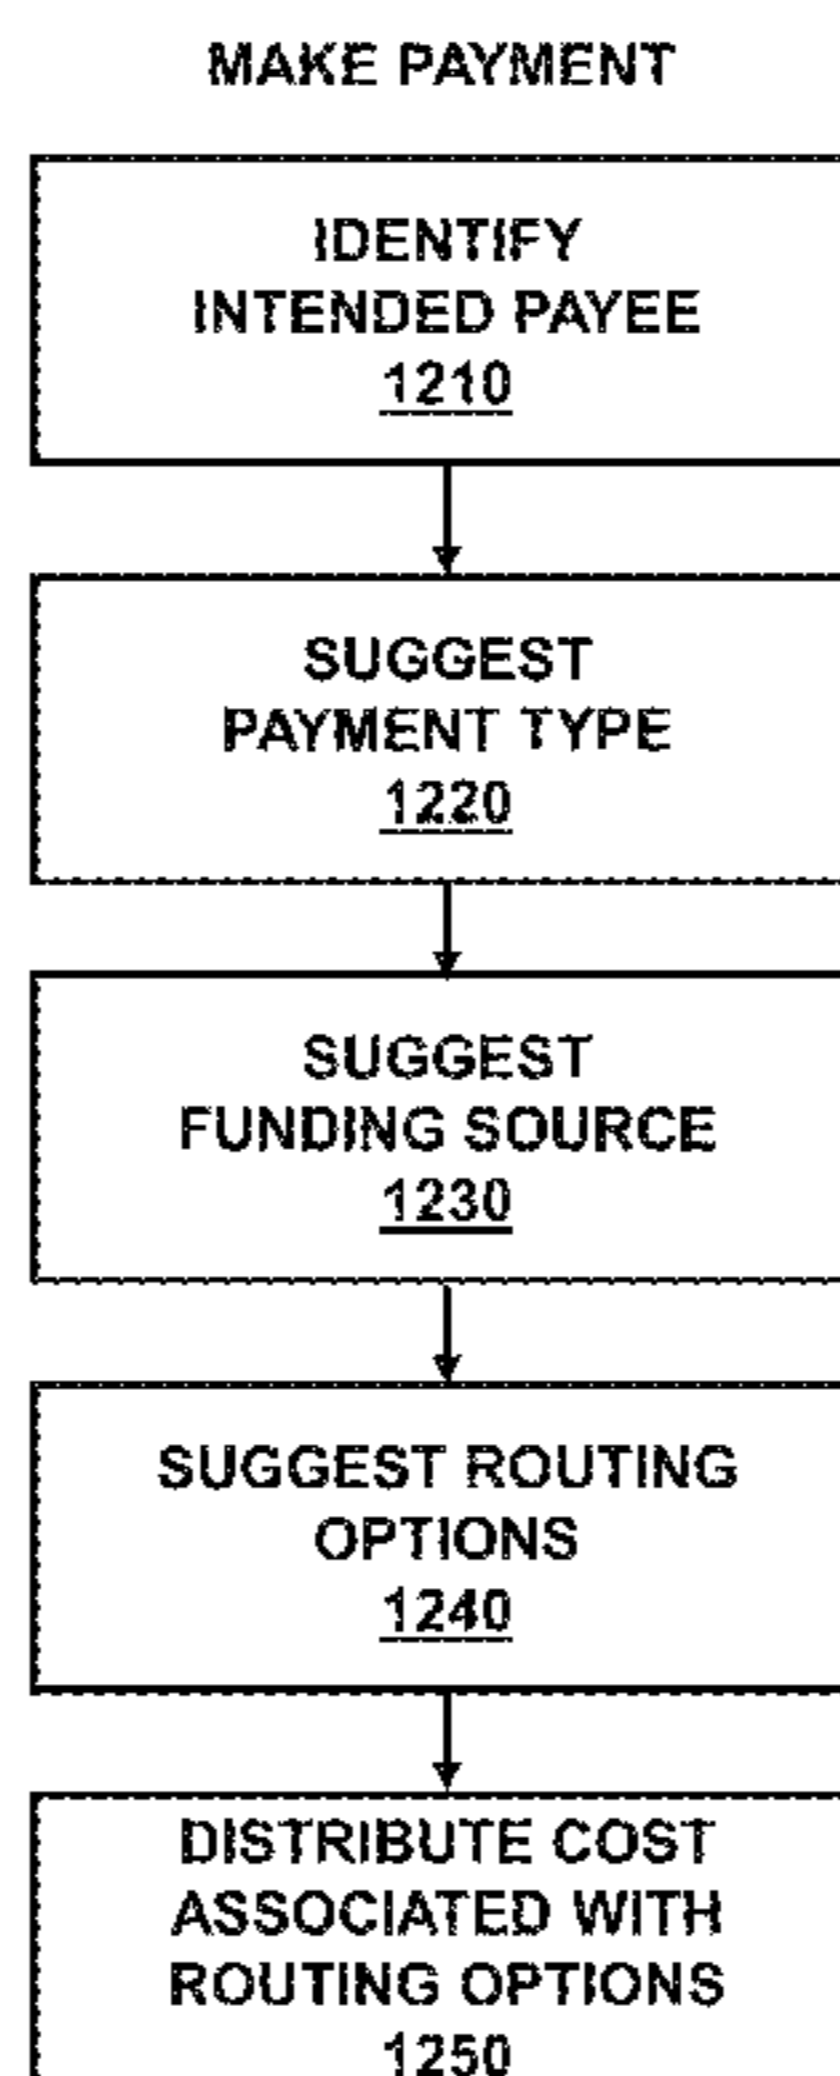 MAKE PAYMENT
IDENTIFY
INTENDED PAYEE
1210
SUGGEST
PAYMENT TYPE
1220
SUGGEST
FUNDING SOURCE
1230
SUGGEST ROUTING
OPTIONS
1240
DISTRIBUTE COST
ASSOCIATED WITH
ROUTING OPTIONS
1250